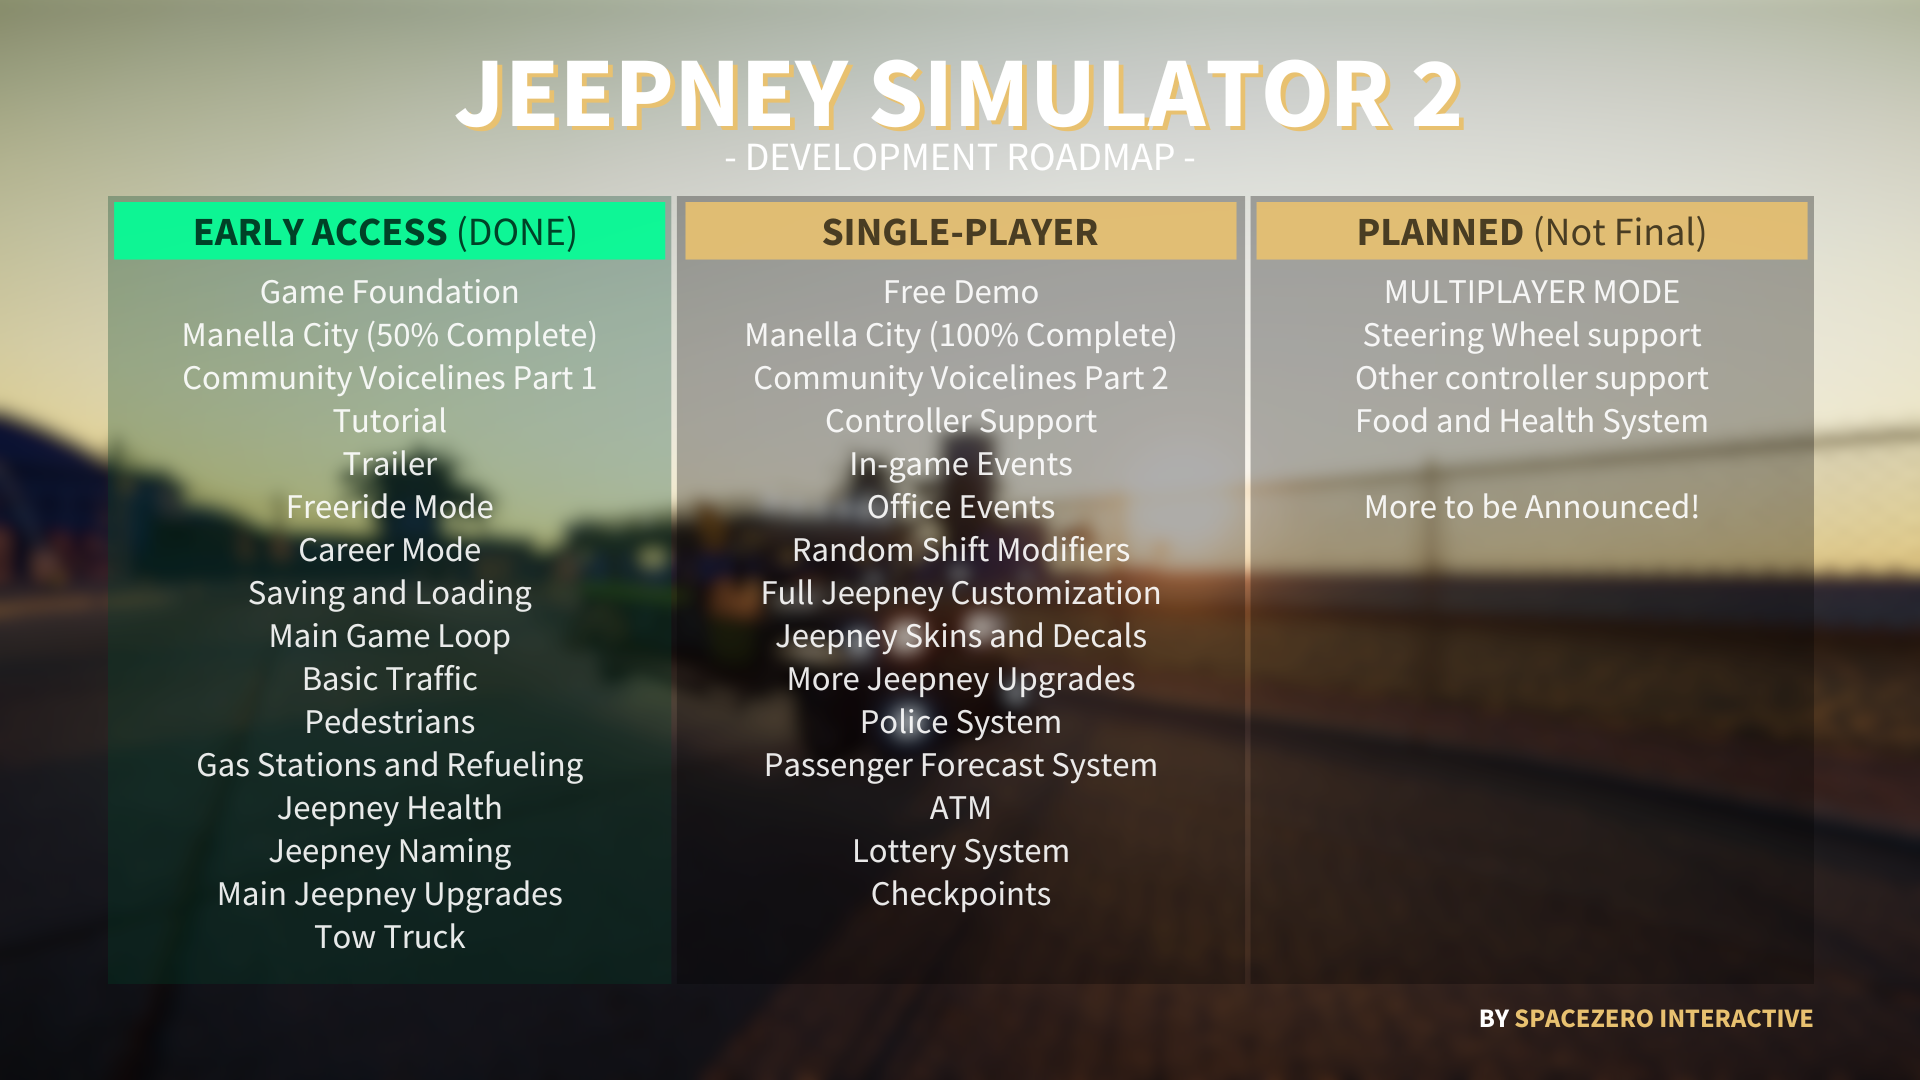 JEEPNEY SIMULATOR 2
- DEVELOPMENT ROADMAP -
EARLY ACCESS (DONE)
Game Foundation
Manella City (50% Complete)
Community Voicelines Part 1
Tutorial
Trailer
Freeride Mode
Career Mode
Saving and Loading
Main Game Loop
Basic Traffic
Pedestrians
Gas Stations and Refueling
Jeepney Health
Jeepney Naming
Main Jeepney Upgrades
Tow Truck
SINGLE-PLAYER
Free Demo
Manella City (100% Complete)
Community Voicelines Part 2
Controller Support
In-game Events
Office Events
Random Shift Modifiers
Full Jeepney Customization
Jeepney Skins and Decals
More Jeepney Upgrades
Police System
Passenger Forecast System
ATM
Lottery System
Checkpoints
PLANNED (Not Final)
MULTIPLAYER MODE
Steering Wheel support
Other controller support
Food and Health System
More to be Announced!
BY SPACEZERO INTERACTIVE